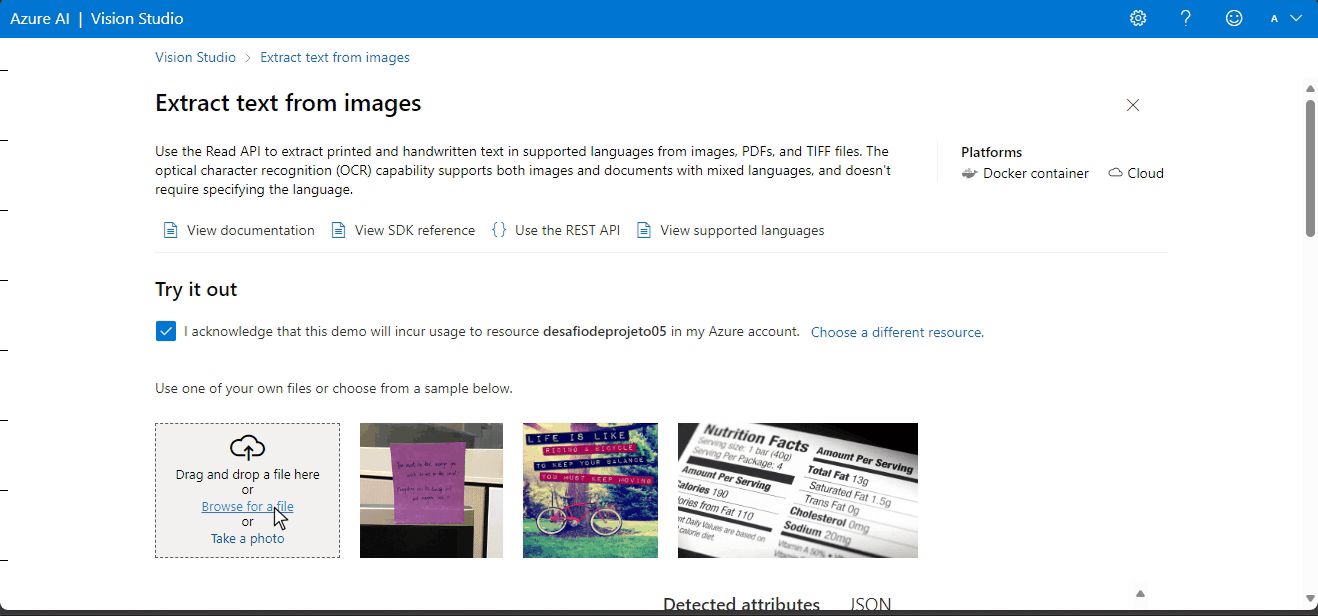 Azure AI | Vision Studio
A
Vision Studio > Extract text from images
Extract text from images
Use the Read API to extract printed and handwritten text in supported languages from images, PDFs, and TIFF files. The
optical character recognition (OCR) capability supports both images and documents with mixed languages, and doesn't
require specifying the language.
Platforms
Docker container
Cloud
View documentation
View SDK reference
{} Use the REST API
View supported languages
Try it out
I acknowledge that this demo will incur usage to resource desafiodeprojeto05 in my Azure account. Choose a different resource.
Use one of your own files or choose from a sample below.
Drag and drop a file here
or
Browse for a file
or
Take a photo
LIFE IS LIKE
RIDING A BICYCLE
TO KEEP YOUR BALANCE
YOU MUST KEEP MOVING
Nutrition Facts
Serving size: 1 bar (40g)
Serving Per Package: 4
Amount Per Serving
Calories 190
ories from Fat 110
nt Daily Values are based on
calorie diet.
Amount Per Serving
Total Fat 13g
Saturated Fat 1.5g
Trans Fat 0g
Cholesterol 0mg
Sodium 20mg
Vitamin A 50%
Detected attributes
JSON